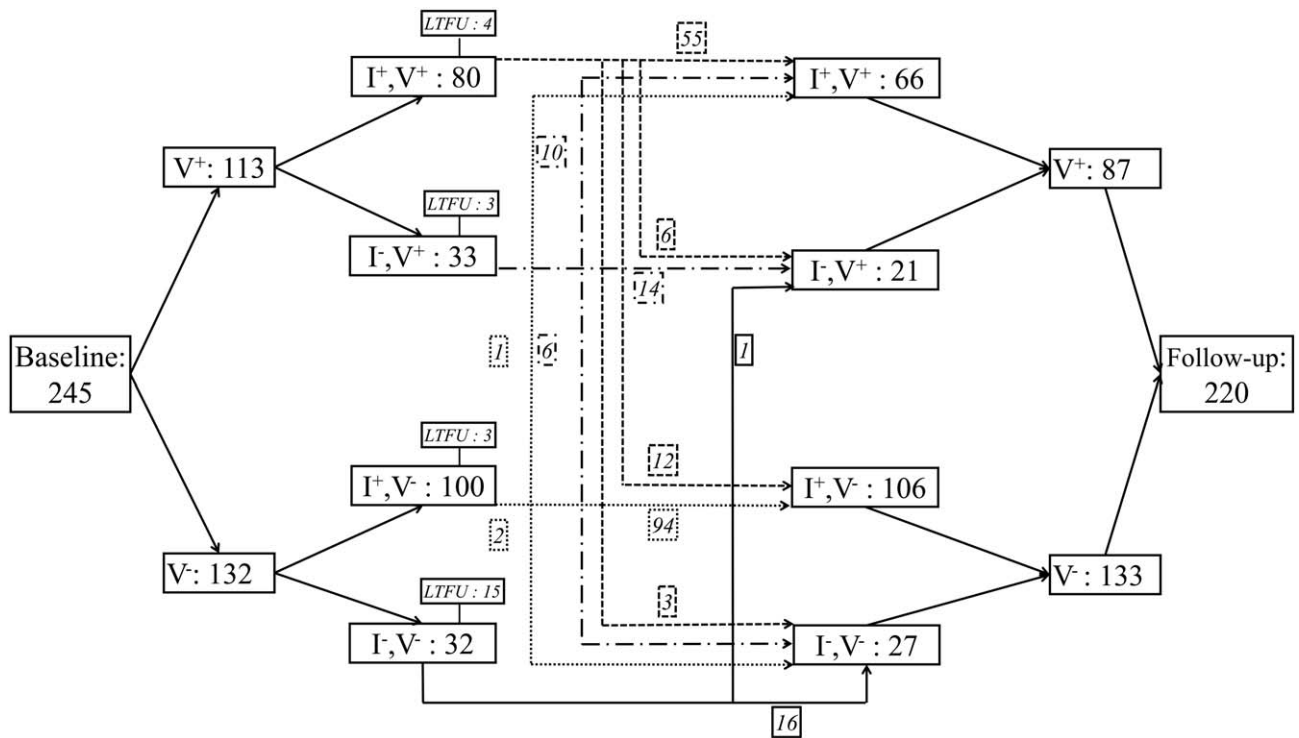 LTFU : 4
55
I⁺,V⁺ : 80
I⁺,V⁺ : 66
10
V⁺: 113
V⁺: 87
LTFU : 3
6
I⁻,V⁺ : 33
I⁻,V⁺ : 21
14
1
6
1
Baseline:
245
Follow-up:
220
LTFU : 3
12
I⁺,V⁻ : 100
I⁺,V⁻ : 106
2
94
V⁻: 132
V⁻: 133
LTFU : 15
3
I⁻,V⁻ : 32
I⁻,V⁻ : 27
16